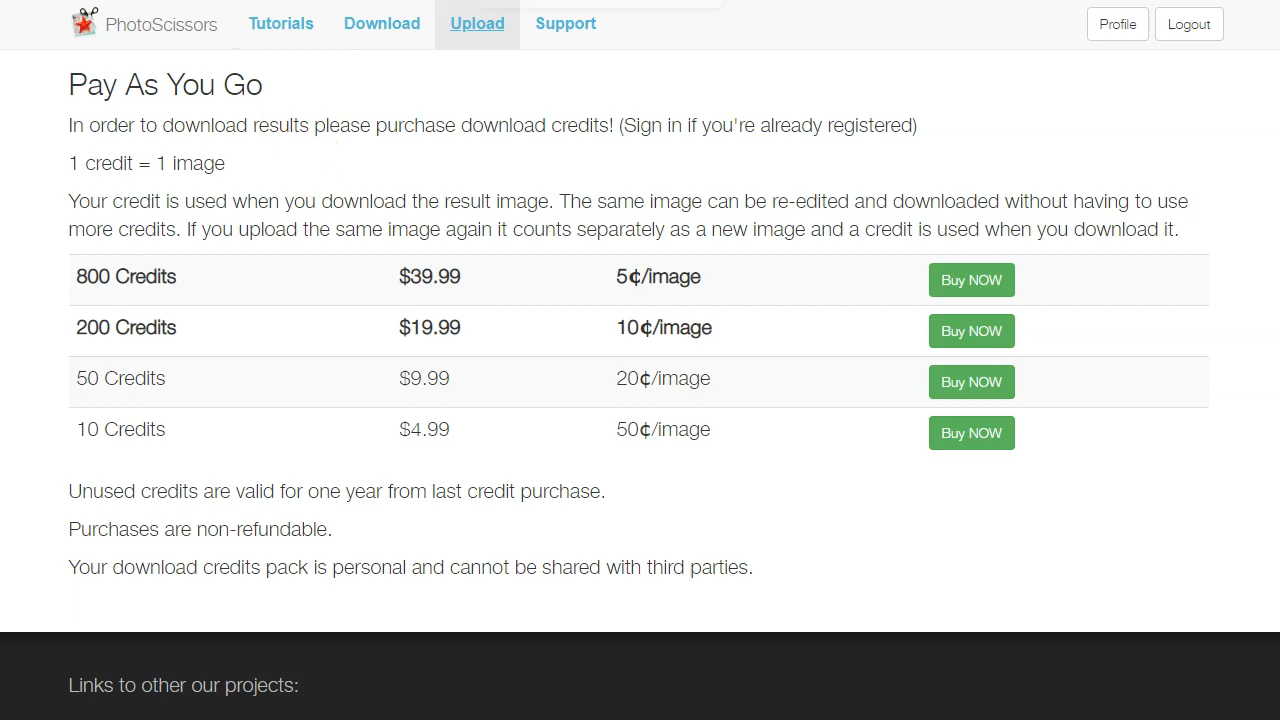 PhotoScissors Tutorials Download Upload Support Profile Logout
Pay As You Go
In order to download results please purchase download credits! (Sign in if you're already registered)
1 credit = 1 image
Your credit is used when you download the result image. The same image can be re-edited and downloaded without having to use
more credits. If you upload the same image again it counts separately as a new image and a credit is used when you download it.
800 Credits $39.99 5¢/image Buy NOW
200 Credits $19.99 10¢/image Buy NOW
50 Credits $9.99 20¢/image Buy NOW
10 Credits $4.99 50¢/image Buy NOW
Unused credits are valid for one year from last credit purchase.
Purchases are non-refundable.
Your download credits pack is personal and cannot be shared with third parties.
Links to other our projects: